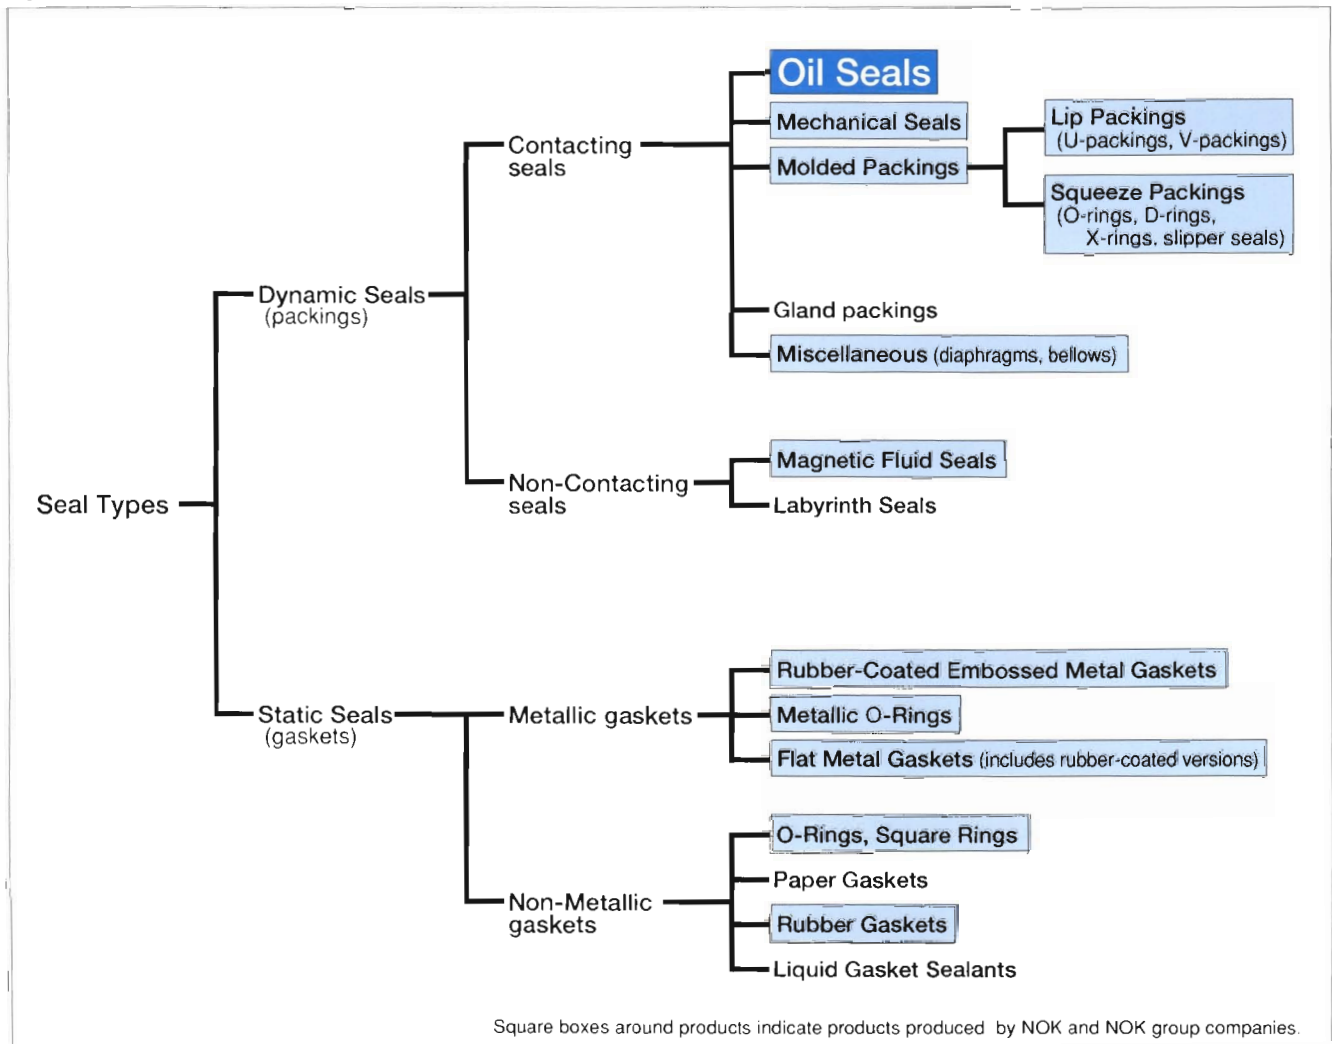 Oil Seals
Mechanical Seals
Lip Packings
(U-packings, V-packings)
Contacting
seals
Molded Packings
Squeeze Packings
(O-rings, D-rings,
X-rings. slipper seals)
Dynamic Seals
(packings)
Gland packings
Miscellaneous (diaphragms, bellows)
Magnetic Fluid Seals
Non-Contacting
seals
Labyrinth Seals
Seal Types
Rubber-Coated Embossed Metal Gaskets
Static Seals
(gaskets)
Metallic gaskets
Metallic O-Rings
Flat Metal Gaskets (includes rubber-coated versions)
O-Rings, Square Rings
Paper Gaskets
Non-Metallic
gaskets
Rubber Gaskets
Liquid Gasket Sealants
Square boxes around products indicate products produced by NOK and NOK group companies.